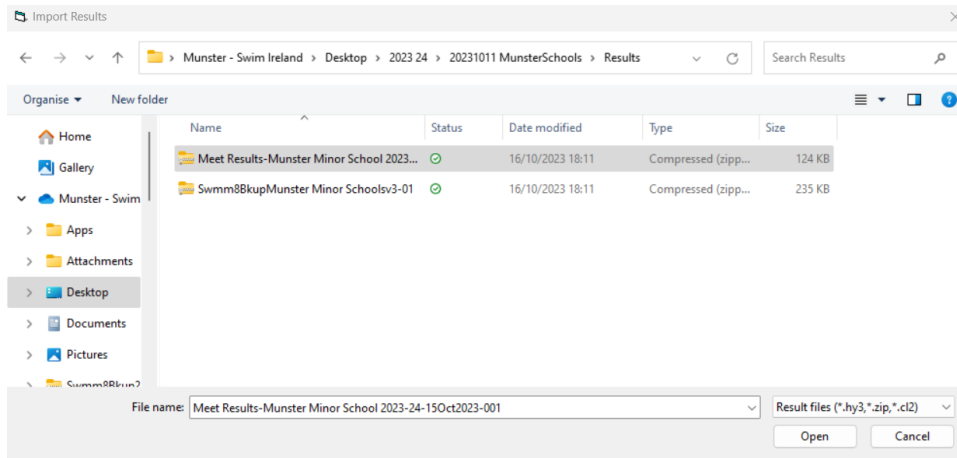 Import Results
Munster - Swim Ireland > Desktop > 2023 24 > 20231011 MunsterSchools > Results
Search Results
Organise
New folder
Name Status Date modified Type Size
Home
Gallery
Munster - Swim
Apps
Attachments
Desktop
Documents
Pictures
Swmm8Bkup2
Meet Results-Munster Minor School 2023... 16/10/2023 18:11 Compressed (zipp... 124 KB
Swmm8BkupMunster Minor Schoolsv3-01 16/10/2023 18:11 Compressed (zipp... 235 KB
File name: Meet Results-Munster Minor School 2023-24-15Oct2023-001
Result files (*.hy3,*.zip,*.cl2)
Open Cancel